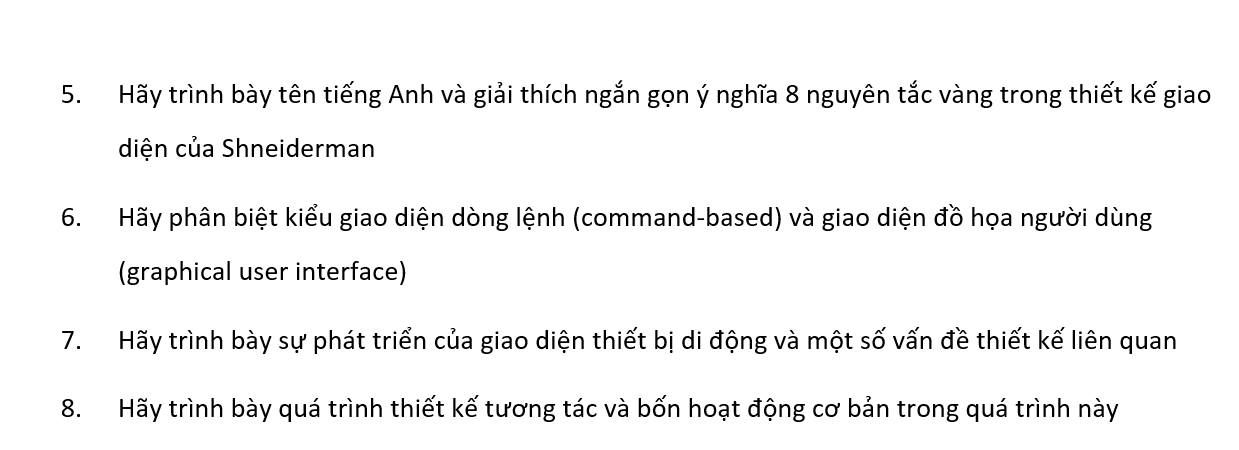 5. Hãy trình bày tên tiếng Anh và giải thích ngắn gọn ý nghĩa 8 nguyên tắc vàng trong thiết kế giao
diện của Shneiderman
6. Hãy phân biệt kiểu giao diện dòng lệnh (command-based) và giao diện đồ họa người dùng
(graphical user interface)
7. Hãy trình bày sự phát triển của giao diện thiết bị di động và một số vấn đề thiết kế liên quan
8. Hãy trình bày quá trình thiết kế tương tác và bốn hoạt động cơ bản trong quá trình này